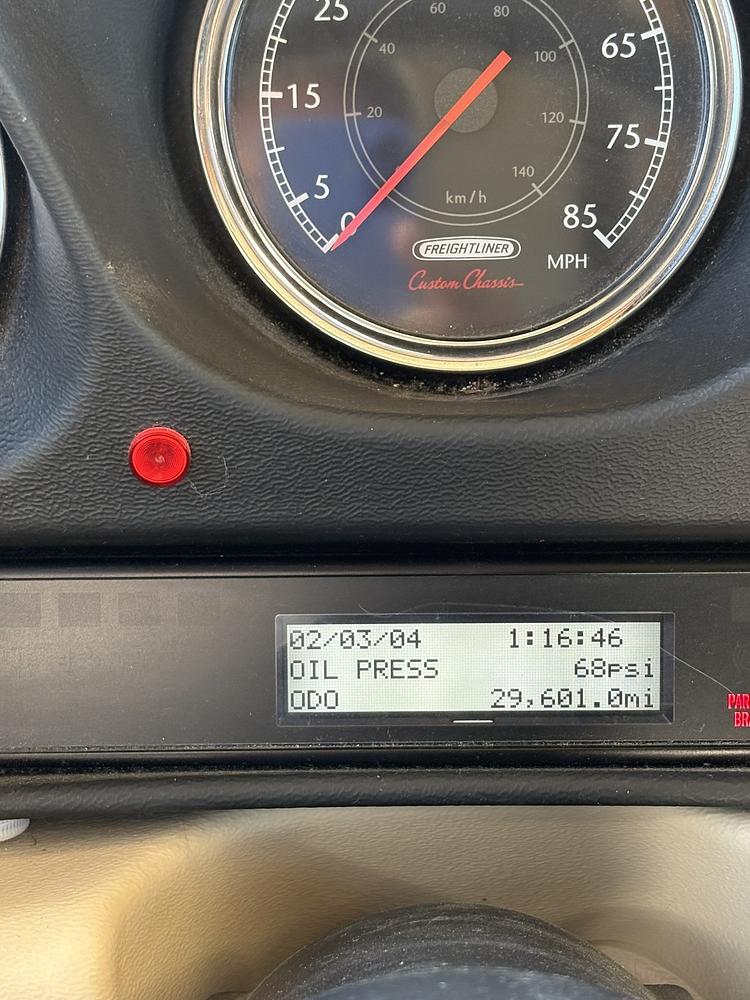 60 80
25
40 100
65
15
20 120
75
140
5
km/h
0
85
FREIGHTLINER
MPH
Custom Chassis
02/03/04 1:16:46
OIL PRESS 68psi
ODO 29,601.0mi